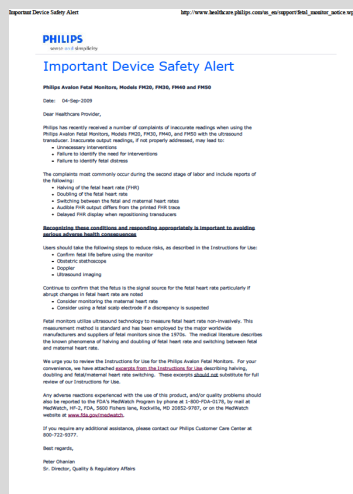 Important Device Safety Alert
http://www.healthcare.philips.com/us_en/support/fetal_monitor_notice.wp
PHILIPS
sense and simplicity
Important Device Safety Alert
Philips Avalon Fetal Monitors, Models FM20, FM30, FM40 and FM50
Date: 04-Sep-2009
Dear Healthcare Provider,
Philips has recently received a number of complaints of inaccurate readings when using the
Philips Avalon Fetal Monitors, Models FM20, FM30, FM40, and FM50 with the ultrasound
transducer. Inaccurate output readings, if not properly addressed, may lead to:
• Unnecessary interventions
• Failure to identify the need for interventions
• Failure to identify fetal distress
The complaints most commonly occur during the second stage of labor and include reports of
the following:
• Halving of the fetal heart rate (FHR)
• Doubling of the fetal heart rate
• Switching between the fetal and maternal heart rates
• Audible FHR output differs from the printed FHR trace
• Delayed FHR display when repositioning transducers
Recognizing these conditions and responding appropriately is important to avoiding
serious adverse health consequences
Users should take the following steps to reduce risks, as described in the Instructions for Use:
• Confirm fetal life before using the monitor
• Obstetric stethoscope
• Doppler
• Ultrasound imaging
Continue to confirm that the fetus is the signal source for the fetal heart rate particularly if
abrupt changes in fetal heart rate are noted
• Consider monitoring the maternal heart rate
• Consider using a fetal scalp electrode if a discrepancy is suspected
Fetal monitors utilize ultrasound technology to measure fetal heart rate non-invasively. This
measurement method is standard and has been employed by the major worldwide
manufacturers and suppliers of fetal monitors since the 1970s. The medical literature describes
the known phenomena of halving and doubling of fetal heart rate and switching between fetal
and maternal heart rate.
We urge you to review the Instructions for Use for the Philips Avalon Fetal Monitors. For your
convenience, we have attached excerpts from the Instructions for Use describing halving,
doubling and fetal/maternal heart rate switching. These excerpts should not substitute for full
review of our Instructions for Use.
Any adverse reactions experienced with the use of this product, and/or quality problems should
also be reported to the FDA's MedWatch Program by phone at 1-800-FDA-0178, by mail at
MedWatch, HF-2, FDA, 5600 Fishers lane, Rockville, MD 20852-9787, or on the MedWatch
website at www.fda.gov/medwatch.
If you require any additional assistance, please contact our Philips Customer Care Center at
800-722-9377.
Best regards,
Peter Ohanian
Sr. Director, Quality & Regulatory Affairs